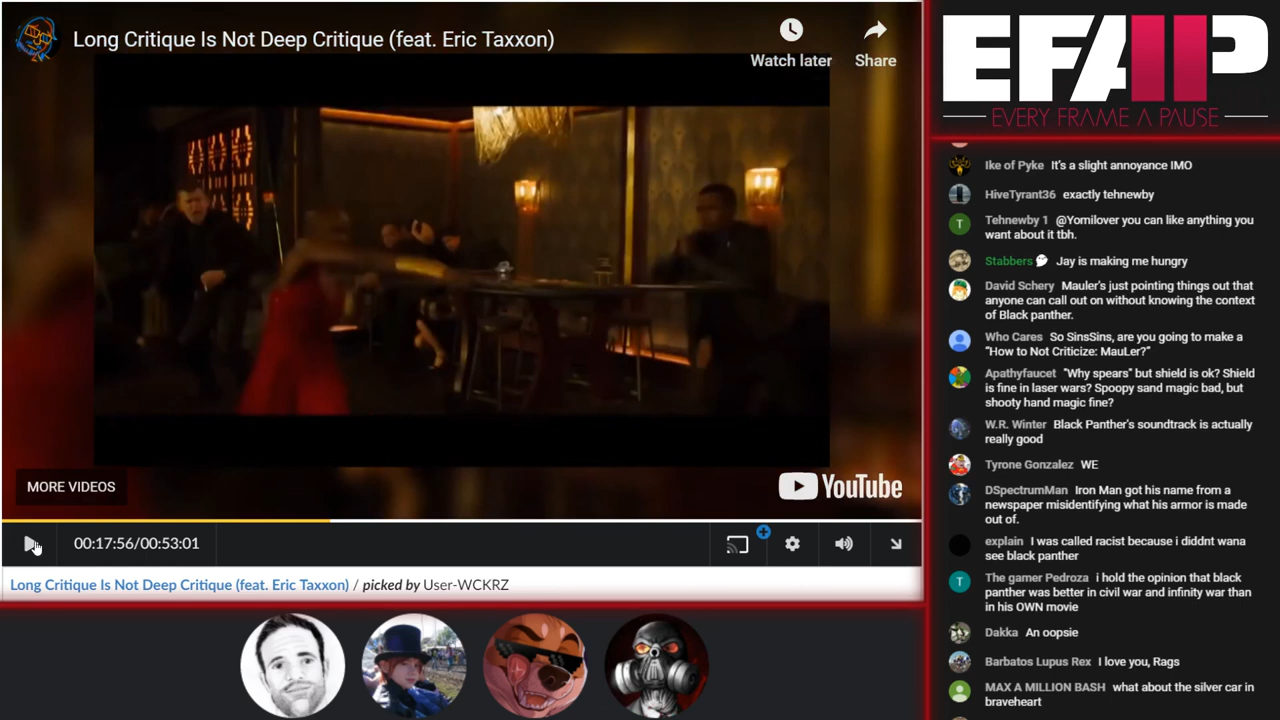 Long Critique Is Not Deep Critique (feat. Eric Taxxon)
Watch later
Share
MORE VIDEOS
YouTube
00:17:56/00:53:01
Long Critique Is Not Deep Critique (feat. Eric Taxxon) / picked by User-WCKRZ
EFAP
EVERY FRAME A PAUSE
Ike of Pyke It's a slight annoyance IMO
HiveTyrant36 exactly tehnewby
T
Tehnewby 1 @Yornilover you can like anything you
want about it tbh.
Stabbers Jay is making me hungry
David Schery Mauler's just pointing things out that
anyone can call out on without knowing the context
of Black panther.
Who Cares So SinsSins, are you going to make a
"How to Not Criticize: MauLer?"
Apathyfaucet "Why spears" but shield is ok? Shield
is fine in laser wars? Spoopy sand magic bad, but
shooty hand magic fine?
W.R. Winter Black Panther's soundtrack is actually
really good
Tyrone Gonzalez WE
DSpectrumMan Iron Man got his name from a
newspaper misidentifying what his armor is made
out of.
explain I was called racist because i diddnt wana
see black panther
T
The gamer Pedroza i hold the opinion that black
panther was better in civil war and infinity war than
in his OWN movie
Dakka An oopsie
Barbatos Lupus Rex I love you, Rags
MAX A MILLION BASH what about the silver car in
braveheart